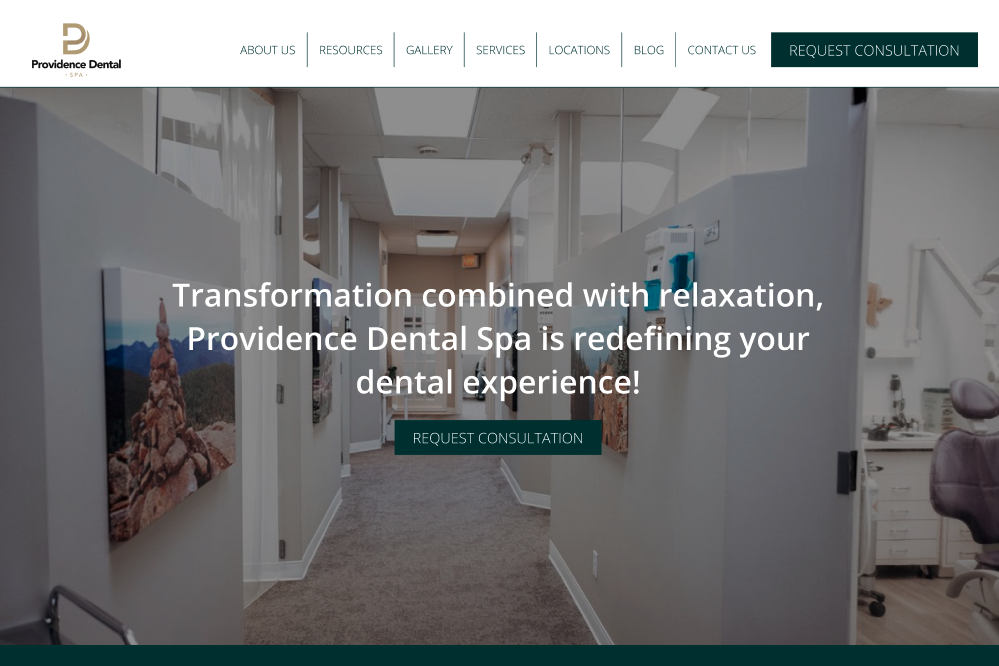 Providence Dental
· SPA ·
ABOUT US
RESOURCES
GALLERY
SERVICES
LOCATIONS
BLOG
CONTACT US
REQUEST CONSULTATION
Transformation combined with relaxation,
Providence Dental Spa is redefining your
dental experience!
REQUEST CONSULTATION